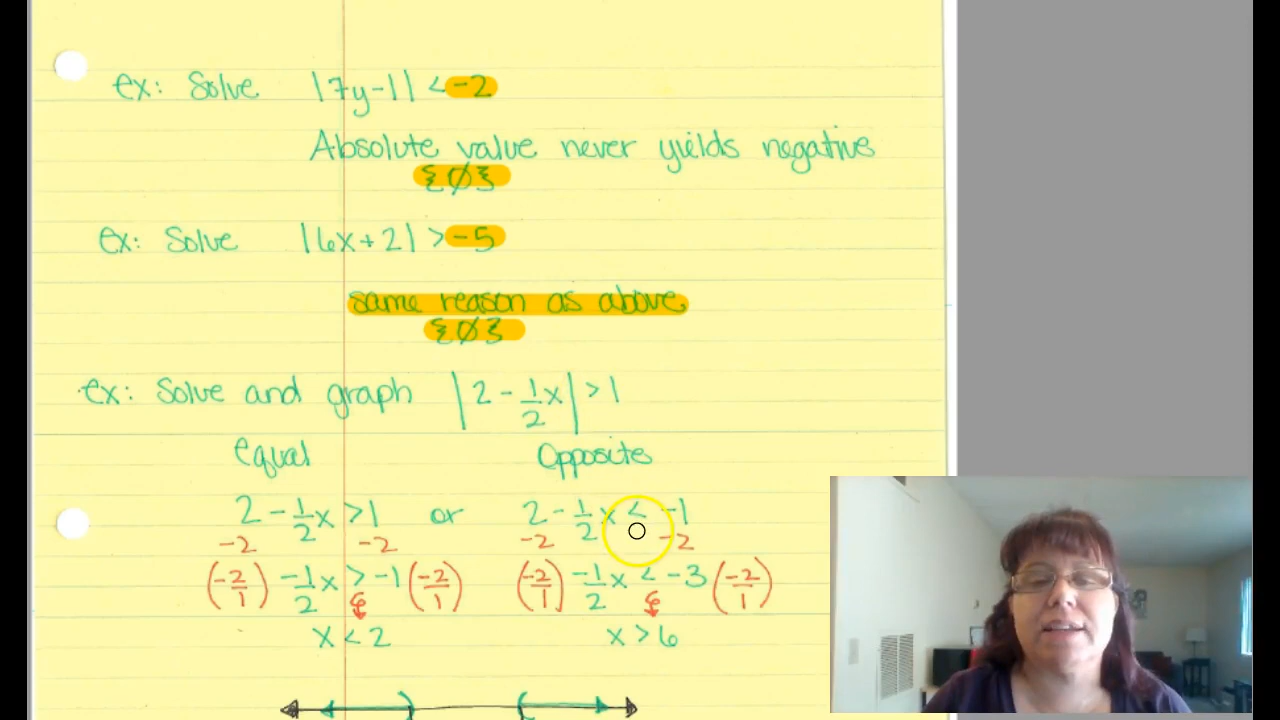 ex: Solve |7y-1| < -2
Absolute value never yields negative
{∅}
ex: Solve |6x+2| > -5
same reason as above
{∅}
ex: Solve and graph |2 - 1/2 x| > 1
equal Opposite
2 - 1/2 x > 1 or 2 - 1/2 x < -1
-2 -2 -2 -2
(-2/1) -1/2 x > -1 (-2/1) (-2/1) -1/2 x < -3 (-2/1)
x < 2 x > 6